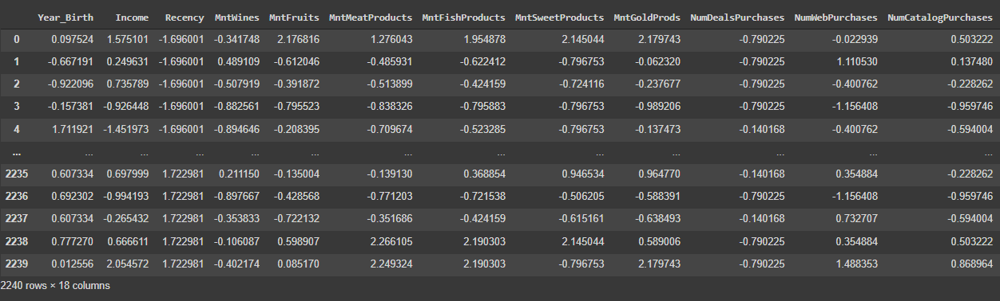 Year_Birth Income Recency MntWines MntFruits MntMeatProducts MntFishProducts MntSweetProducts MntGoldProds NumDealsPurchases NumWebPurchases NumCatalogPurchases
0 0.097524 1.575101 -1.696001 -0.341748 2.176816 1.276043 1.954878 2.145044 2.179743 -0.790225 -0.022939 0.503222
1 -0.667191 0.249631 -1.696001 0.489109 -0.612046 -0.485931 -0.622412 -0.796753 -0.062320 -0.790225 1.110530 0.137480
2 -0.922096 0.735789 -1.696001 -0.507919 -0.391872 -0.513899 -0.424159 -0.724116 -0.237677 -0.790225 -0.400762 -0.228262
3 -0.157381 -0.926448 -1.696001 -0.882561 -0.795523 -0.838326 -0.795883 -0.796753 -0.989206 -0.790225 -1.156408 -0.959746
4 1.711921 -1.451973 -1.696001 -0.894646 -0.208395 -0.709674 -0.523285 -0.796753 -0.137473 -0.140168 -0.400762 -0.594004
... ... ... ... ... ... ... ... ... ... ... ... ...
2235 0.607334 0.697999 1.722981 0.211150 -0.135004 -0.139130 0.368854 0.946534 0.964770 -0.140168 0.354884 -0.228262
2236 0.692302 -0.994193 1.722981 -0.897667 -0.428568 -0.771203 -0.721538 -0.506205 -0.588391 -0.790225 -1.156408 -0.959746
2237 0.607334 -0.265432 1.722981 -0.353833 -0.722132 -0.351686 -0.424159 -0.615161 -0.638493 -0.140168 0.732707 -0.594004
2238 0.777270 0.666611 1.722981 -0.106087 0.598907 2.266105 2.190303 2.145044 0.589006 -0.790225 0.354884 0.503222
2239 0.012556 2.054572 1.722981 -0.402174 0.085170 2.249324 2.190303 -0.796753 2.179743 -0.790225 1.488353 0.868964
2240 rows × 18 columns